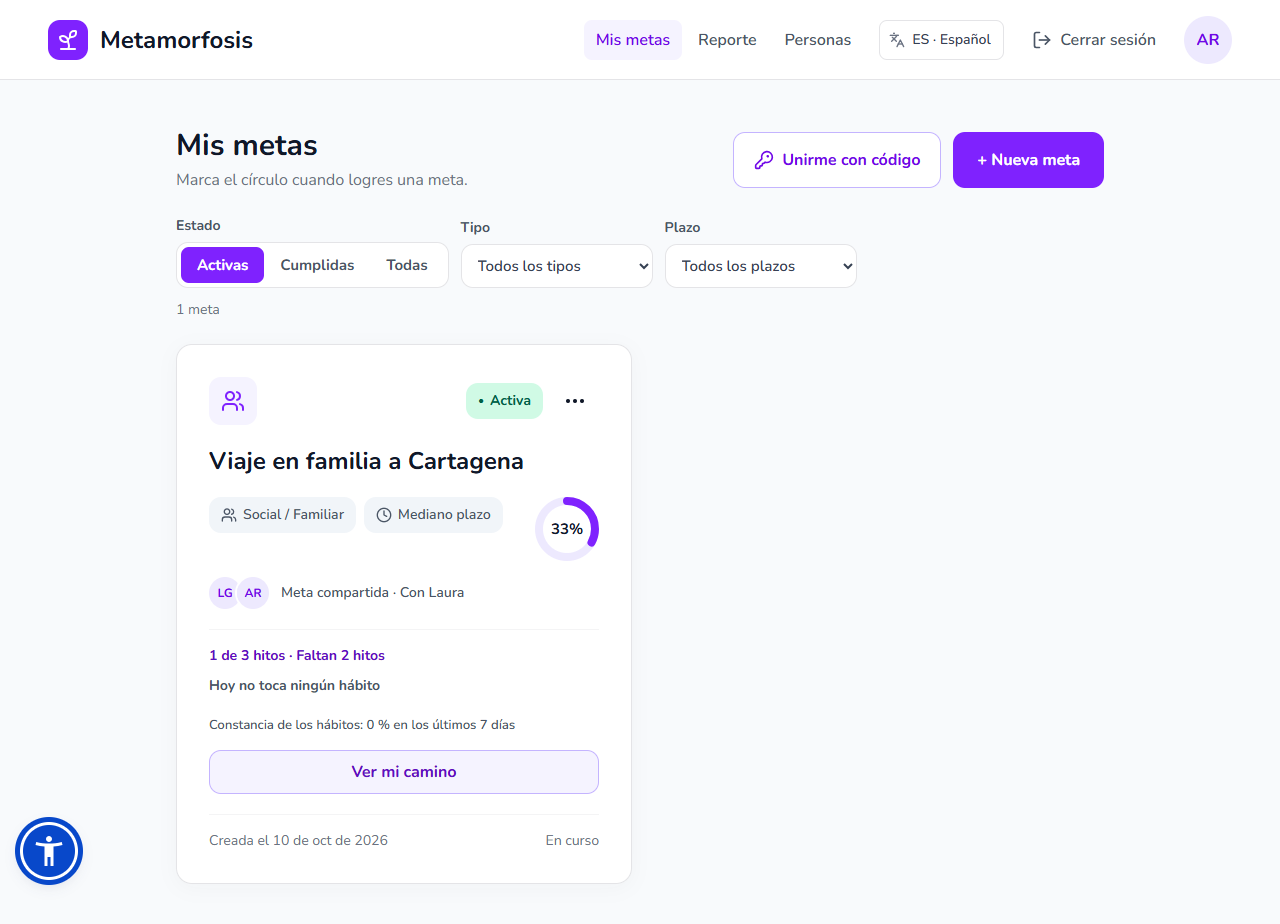 Metamorfosis
Mis metas
Reporte
Personas
ES · Español
Cerrar sesión
AR
Mis metas
Marca el círculo cuando logres una meta.
Unirme con código
+ Nueva meta
Estado
Activas
Cumplidas
Todas
Tipo
Todos los tipos
Plazo
Todos los plazos
1 meta
• Activa
Viaje en familia a Cartagena
Social / Familiar
Mediano plazo
33%
LG
AR
Meta compartida · Con Laura
1 de 3 hitos · Faltan 2 hitos
Hoy no toca ningún hábito
Constancia de los hábitos: 0 % en los últimos 7 días
Ver mi camino
Creada el 10 de oct de 2026
En curso